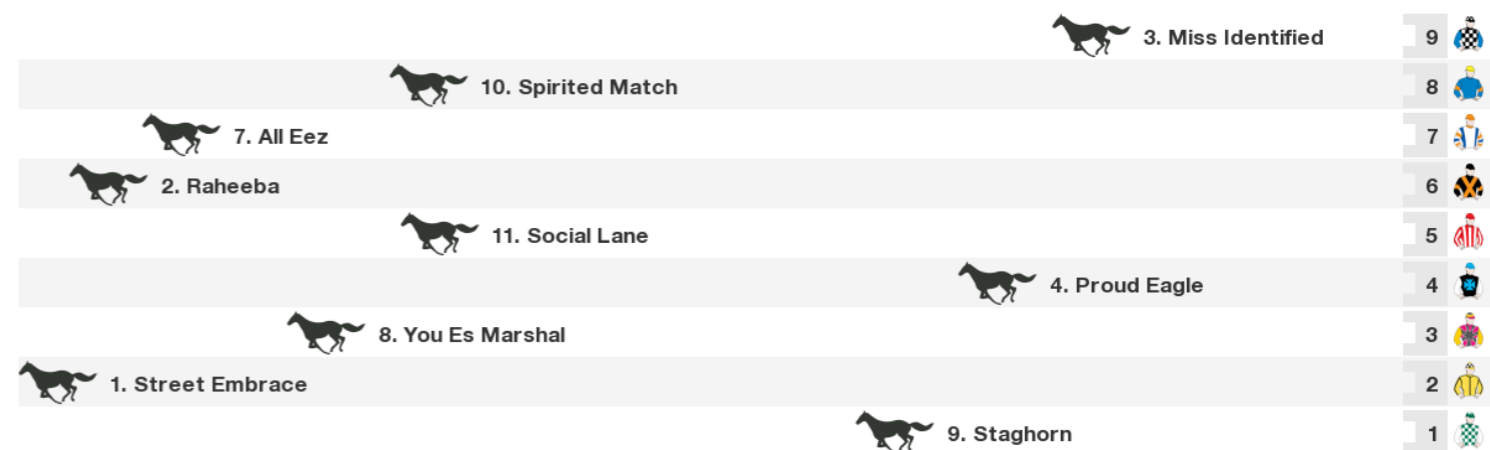 3. Miss Identified 9
10. Spirited Match 8
7. All Eez 7
2. Raheeba 6
11. Social Lane 5
4. Proud Eagle 4
8. You Es Marshal 3
1. Street Embrace 2
9. Staghorn 1